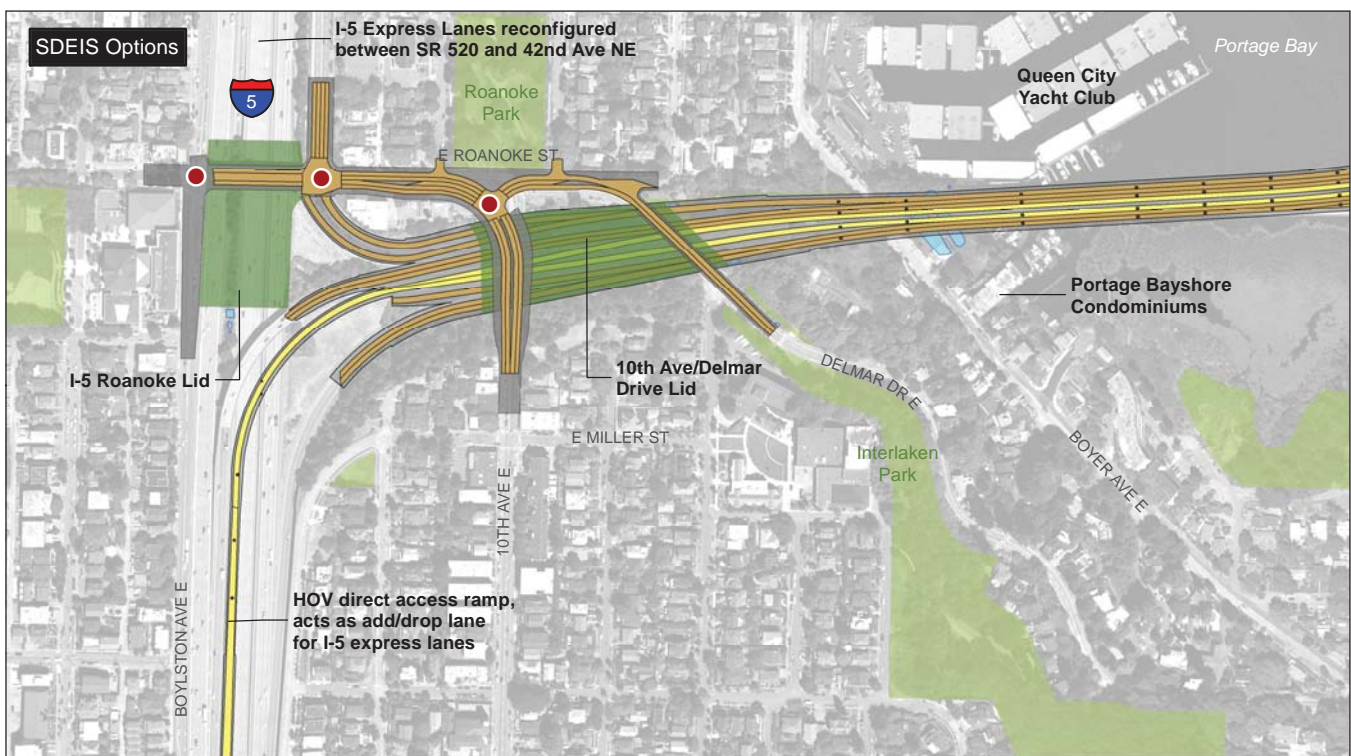 SDEIS Options
I-5 Express Lanes reconfigured
between SR 520 and 42nd Ave NE
Portage Bay
5
Roanoke
Park
Queen City
Yacht Club
E ROANOKE ST
Portage Bayshore
Condominiums
I-5 Roanoke Lid
10th Ave/Delmar
Drive Lid
DELMAR DR E
E MILLER ST
BOYER AVE E
Interlaken
Park
10TH AVE E
HOV direct access ramp,
acts as add/drop lane
for I-5 express lanes
BOYLSTON AVE E